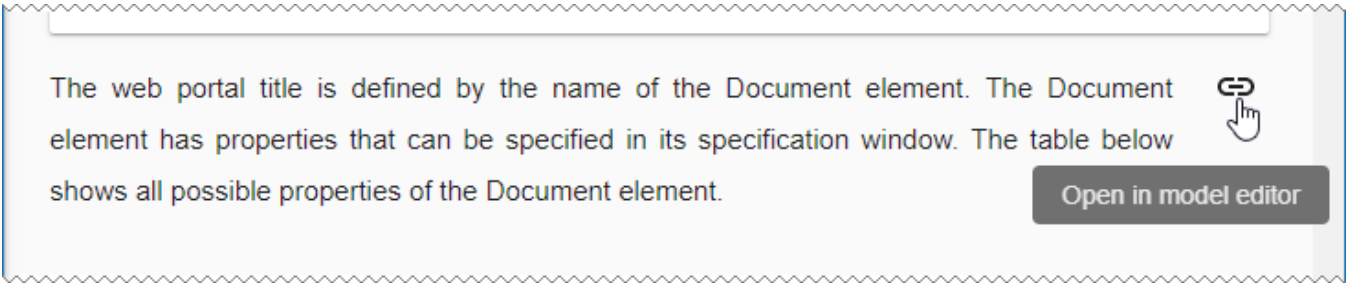 The web portal title is defined by the name of the Document element. The Document
element has properties that can be specified in its specification window. The table below
shows all possible properties of the Document element.
Open in model editor